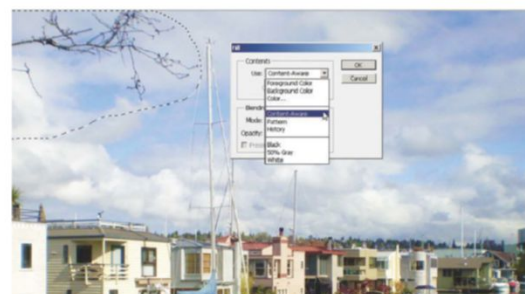 Fill
Contents
Use: Content-Aware
OK
Cancel
Foreground Color
Background Color
Color...
Content-Aware
Pattern
History
Black
50% Gray
White
Blending
Mode:
Opacity: